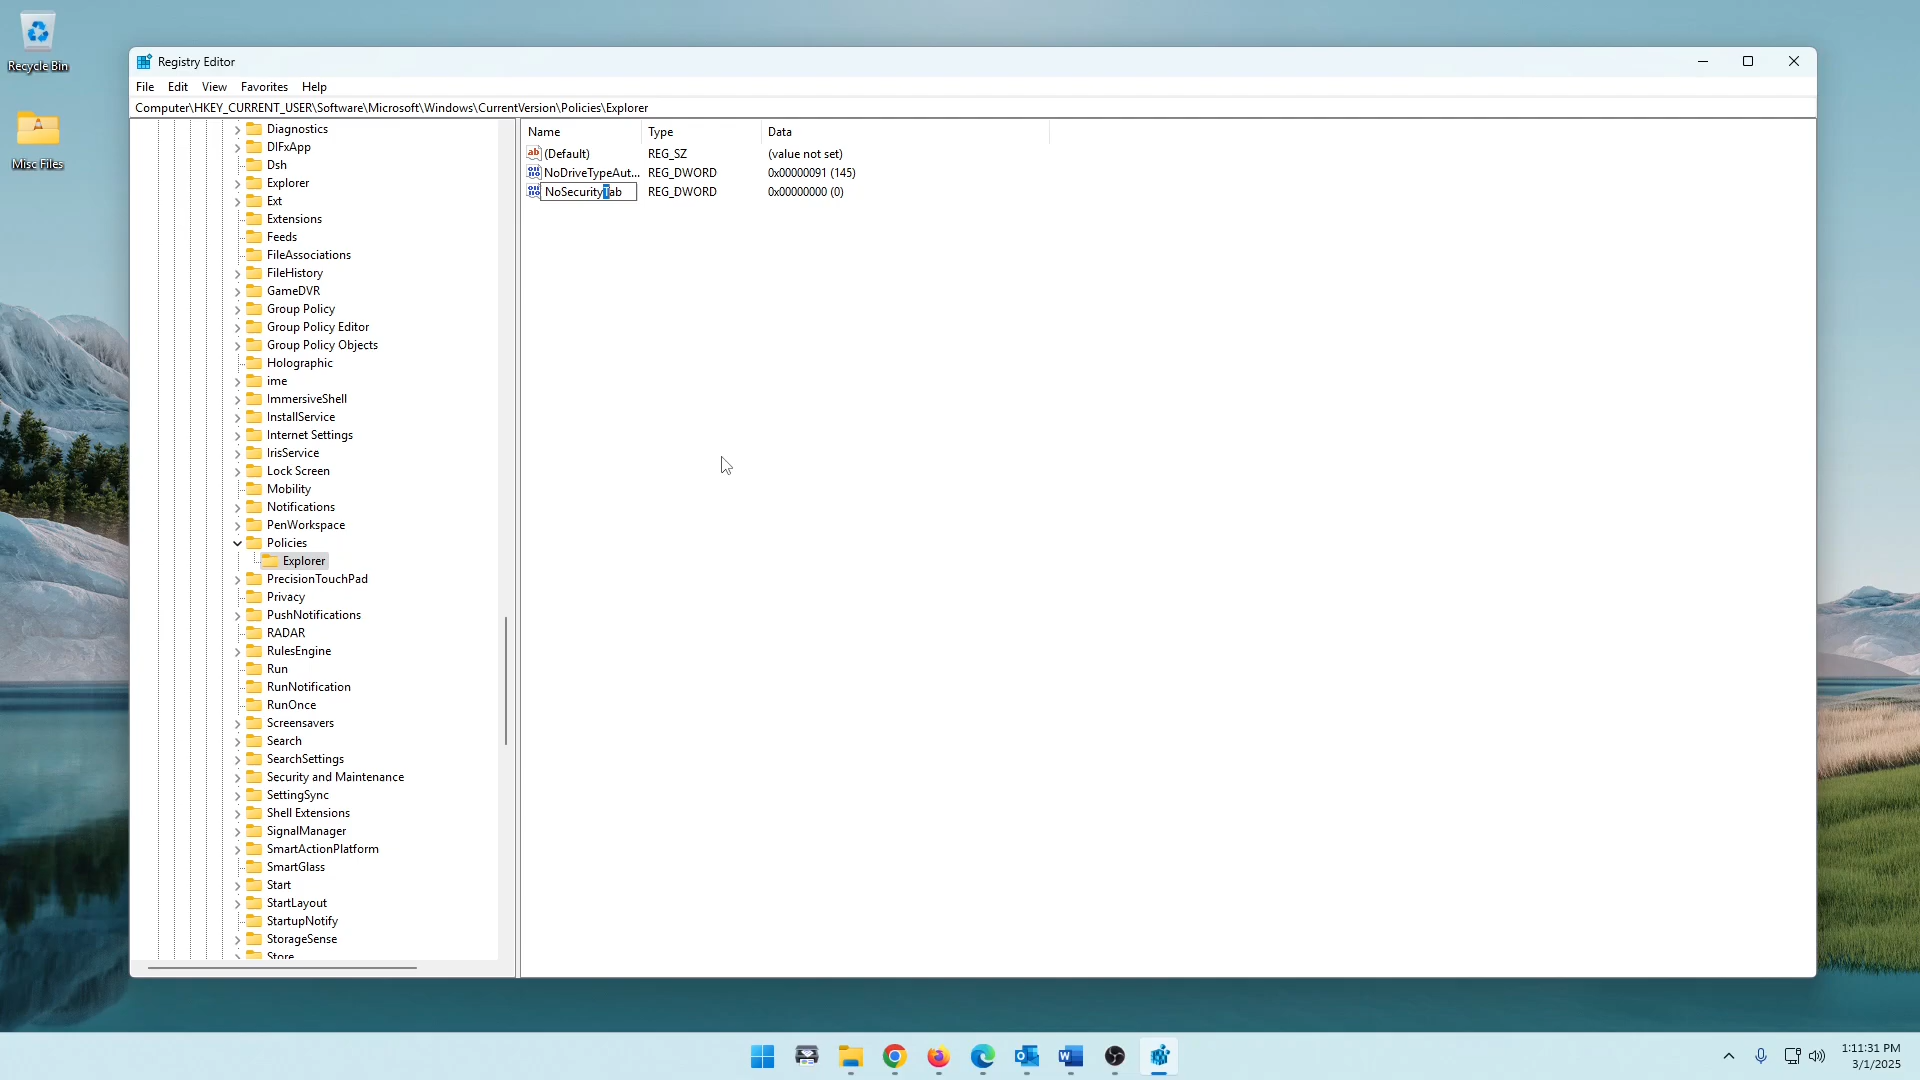 Recycle Bin
Misc Files
Registry Editor
File Edit View Favorites Help
Computer\HKEY_CURRENT_USER\Software\Microsoft\Windows\CurrentVersion\Policies\Explorer
Diagnostics
DIFxApp
Dsh
Explorer
Ext
Extensions
Feeds
FileAssociations
FileHistory
GameDVR
Group Policy
Group Policy Editor
Group Policy Objects
Holographic
ime
ImmersiveShell
InstallService
Internet Settings
IrisService
Lock Screen
Mobility
Notifications
PenWorkspace
Policies
Explorer
PrecisionTouchPad
Privacy
PushNotifications
RADAR
RulesEngine
Run
RunNotification
RunOnce
Screensavers
Search
SearchSettings
Security and Maintenance
SettingSync
Shell Extensions
SignalManager
SmartActionPlatform
SmartGlass
Start
StartLayout
StartupNotify
StorageSense
Store
Name Type Data
(Default) REG_SZ (value not set)
NoDriveTypeAut... REG_DWORD 0x00000091 (145)
NoSecurityTab REG_DWORD 0x00000000 (0)
1:11:31 PM
3/1/2025